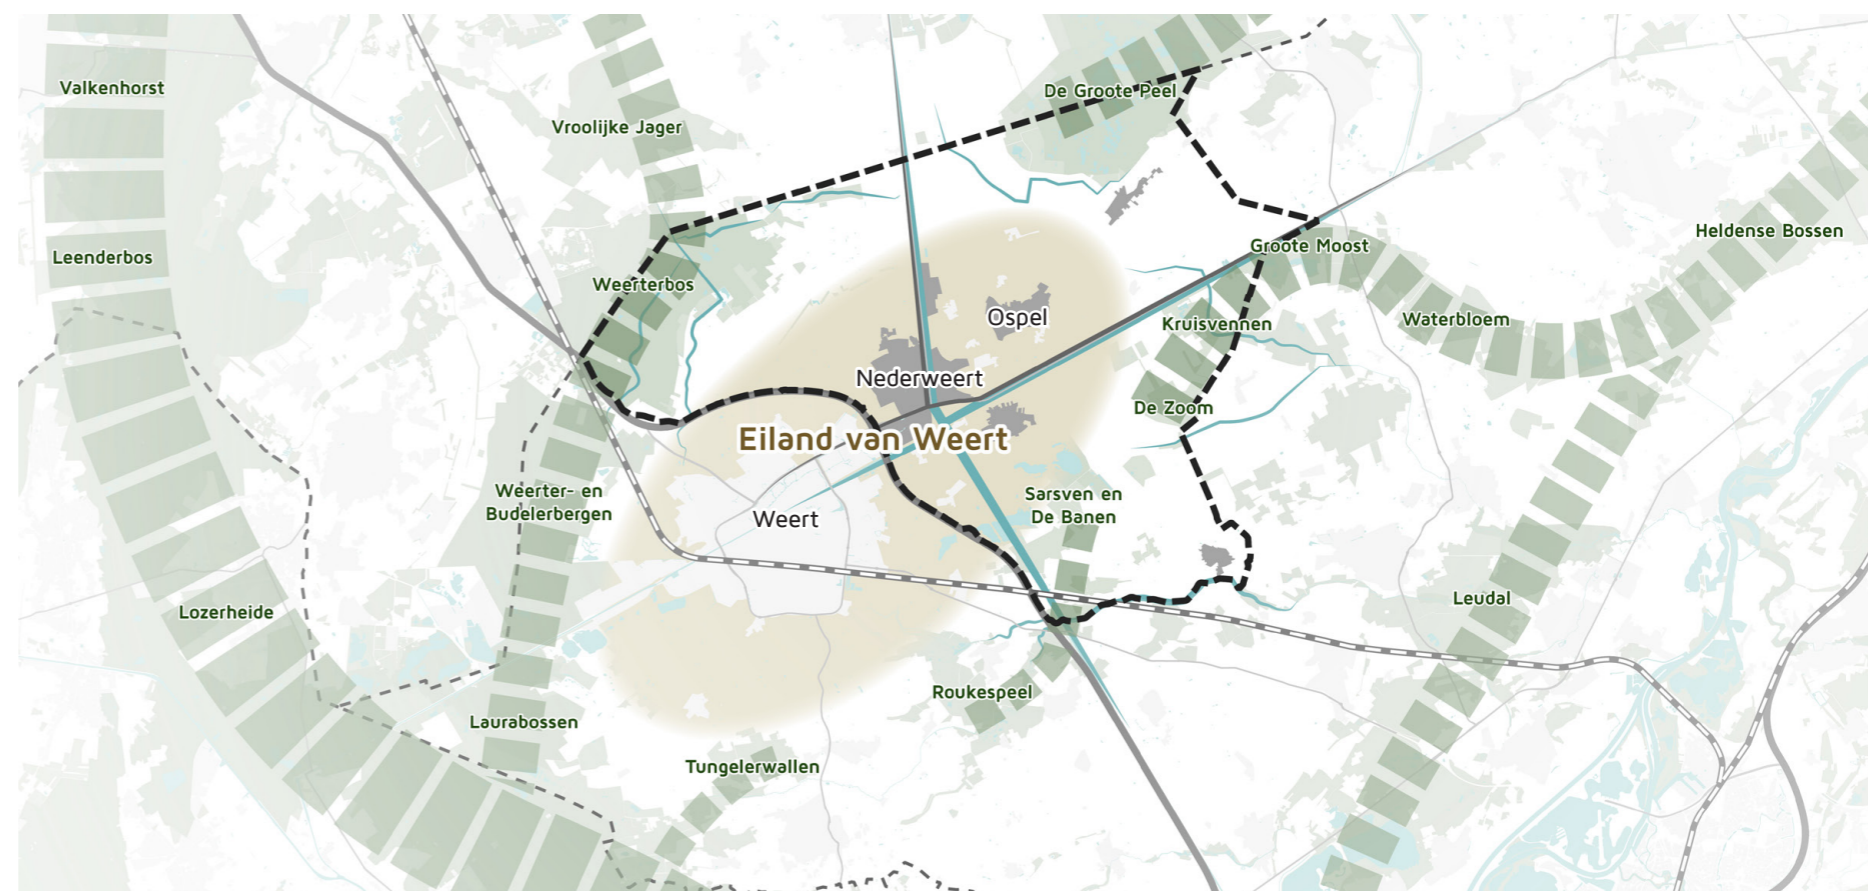 Valkenhorst
De Groote Peel
Vroolijke Jager
Heldense Bossen
Groote Moost
Leenderbos
Weerterbos
Ospel
Waterbloem
Kruisvennen
Nederweert
De Zoom
Eiland van Weert
Weerter- en
Budelerbergen
Sarsven en
De Banen
Weert
Leudal
Lozerheide
Roukespeel
Laurabossen
Tungelerwallen